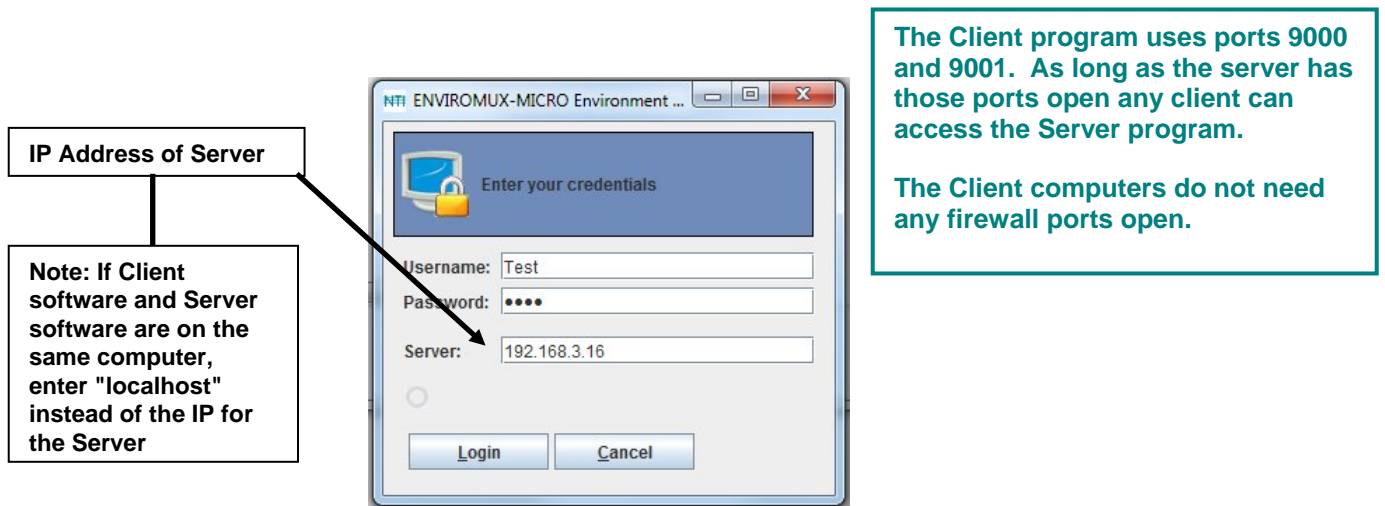 IP Address of Server
Note: If Client
software and Server
software are on the
same computer,
enter "localhost"
instead of the IP for
the Server
NTI ENVIROMUX-MICRO Environment ...
Enter your credentials
Username: Test
Password: ••••
Server: 192.168.3.16
Login Cancel
The Client program uses ports 9000
and 9001. As long as the server has
those ports open any client can
access the Server program.
The Client computers do not need
any firewall ports open.